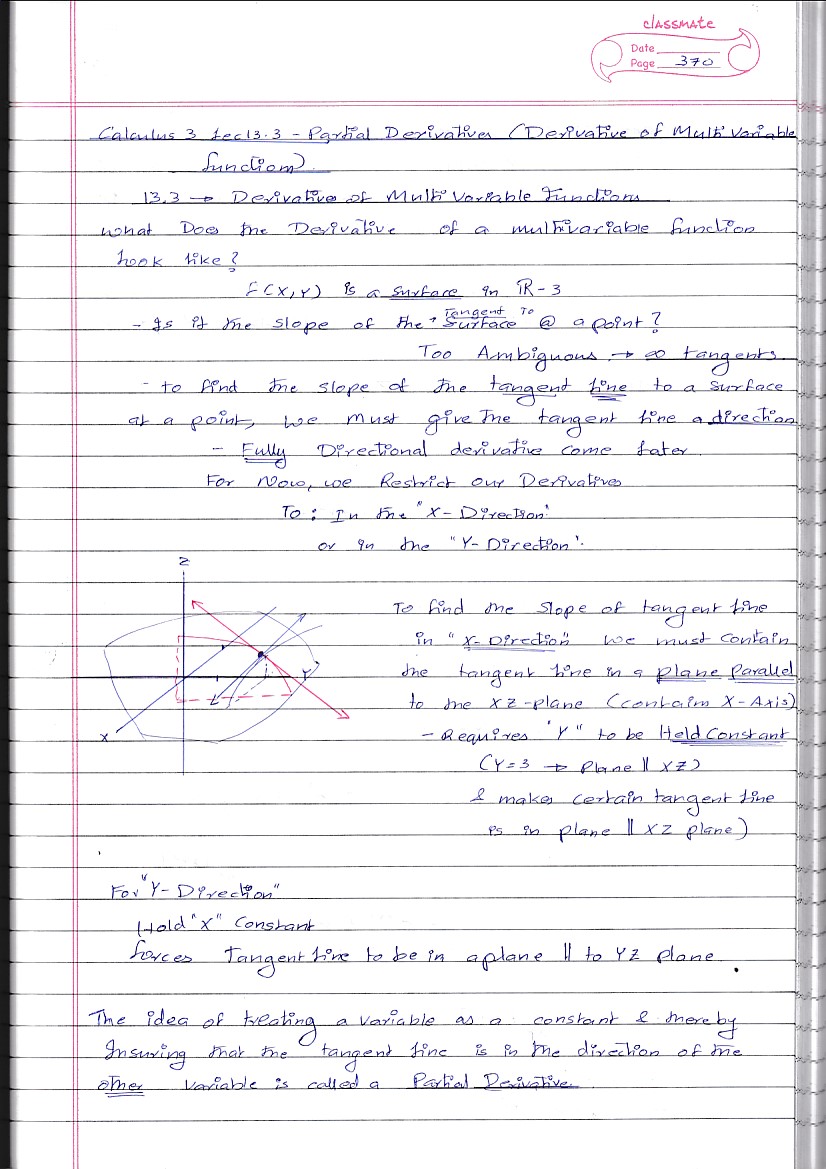 classmate
Date
Page 370
Calculus 3 Lec 13.3 - Partial Derivatives (Derivative of Multi Variable
functions)
13.3 → Derivative of Multi Variable Functions
What Does the Derivative of a multivariable function
look like?
F(X,Y) is a surface in R-3
- Is it the slope of the Tangent To Surface @ a point?
Too Ambiguous → ∞ tangents
- to find the slope of the tangent line to a surface
at a point, we must give the tangent line a direction
- Fully Directional derivative come later
For Now, we Restrict our Derivatives
To: In the "X-Direction"
or in the "Y-Direction".
Z
Y
X
To find the slope of tangent line
in "X-Direction" we must contain
the tangent line in a plane parallel
to the XZ-plane (contain X-Axis)
- Requires "Y" to be Held Constant
(Y=3 → Plane || XZ)
& makes certain tangent line
is in plane || XZ plane)
For "Y-Direction"
Hold "X" Constant
forces Tangent line to be in a plane || to YZ plane
The idea of treating a variable as a constant & thereby
Insuring that the tangent line is in the direction of the
other variable is called a Partial Derivative.